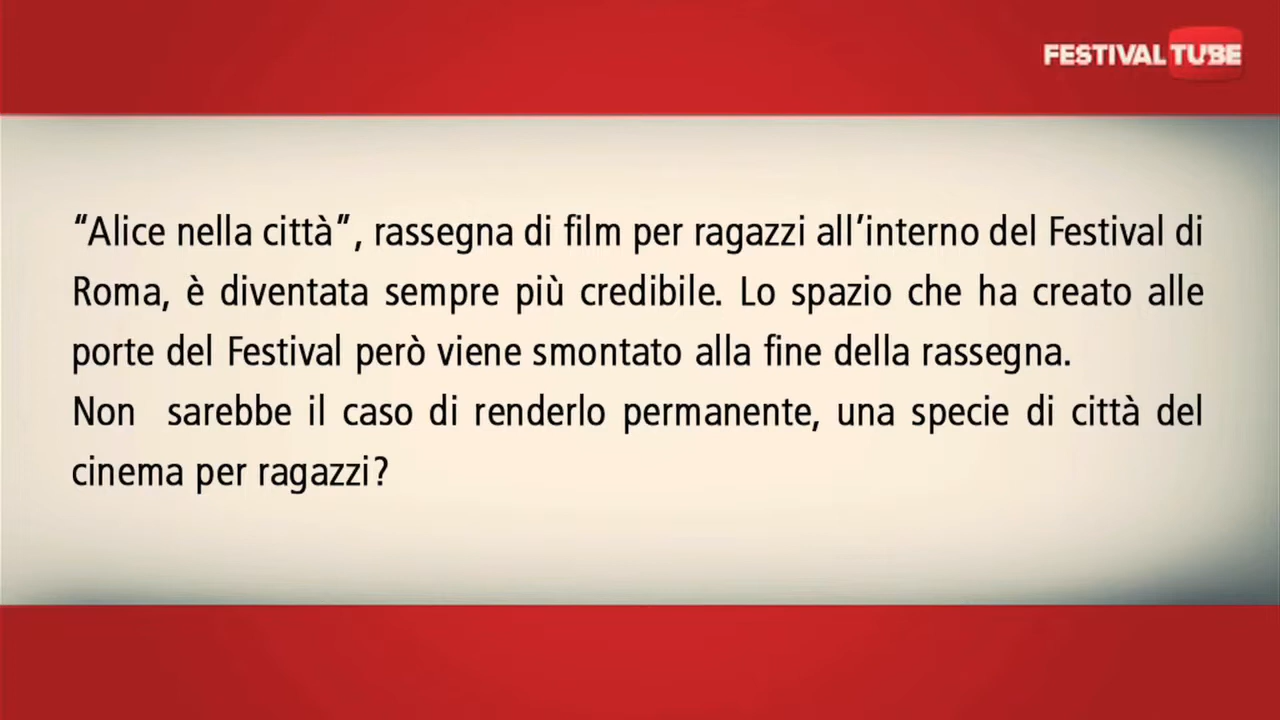 FESTIVAL TUBE
“Alice nella città”, rassegna di film per ragazzi all’interno del Festival di
Roma, è diventata sempre più credibile. Lo spazio che ha creato alle
porte del Festival però viene smontato alla fine della rassegna.
Non sarebbe il caso di renderlo permanente, una specie di città del
cinema per ragazzi?